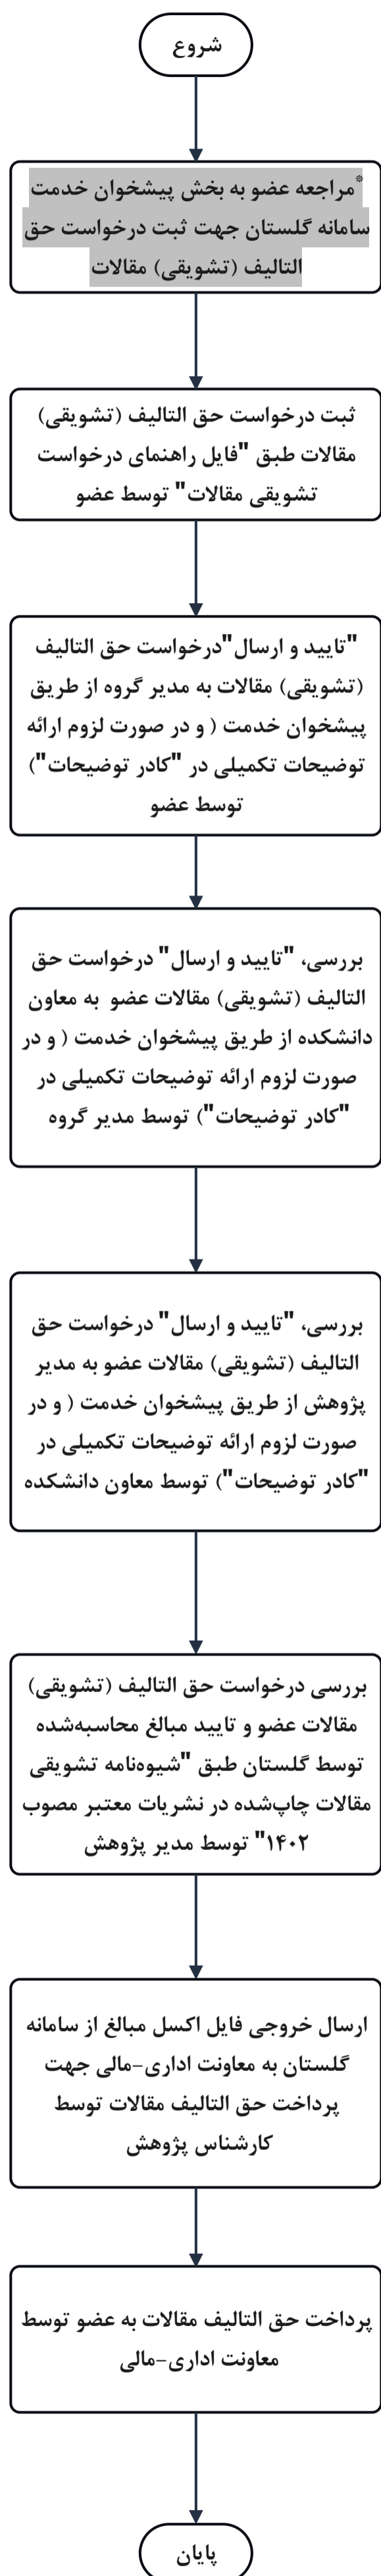 شروع
*مراجعه عضو به بخش پیشخوان خدمت
سامانه گلستان جهت ثبت درخواست حق
التالیف (تشویقی) مقالات
ثبت درخواست حق التالیف (تشویقی)
مقالات طبق "فایل راهنمای درخواست
تشویقی مقالات" توسط عضو
"تایید و ارسال"درخواست حق التالیف
(تشویقی) مقالات به مدیر گروه از طریق
پیشخوان خدمت ( و در صورت لزوم ارائه
توضیحات تکمیلی در "کادر توضیحات")
توسط عضو
بررسی، "تایید و ارسال" درخواست حق
التالیف (تشویقی) مقالات عضو به معاون
دانشکده از طریق پیشخوان خدمت ( و در
صورت لزوم ارائه توضیحات تکمیلی در
"کادر توضیحات") توسط مدیر گروه
بررسی، "تایید و ارسال" درخواست حق
التالیف (تشویقی) مقالات عضو به مدیر
پژوهش از طریق پیشخوان خدمت ( و در
صورت لزوم ارائه توضیحات تکمیلی در
"کادر توضیحات") توسط معاون دانشکده
بررسی درخواست حق التالیف (تشویقی)
مقالات عضو و تایید مبالغ محاسبه‌شده
توسط گلستان طبق "شیوه‌نامه تشویقی
مقالات چاپ‌شده در نشریات معتبر مصوب
۱۴۰۲" توسط مدیر پژوهش
ارسال خروجی فایل اکسل مبالغ از سامانه
گلستان به معاونت اداری-مالی جهت
پرداخت حق التالیف مقالات توسط
کارشناس پژوهش
پرداخت حق التالیف مقالات به عضو توسط
معاونت اداری-مالی
پایان